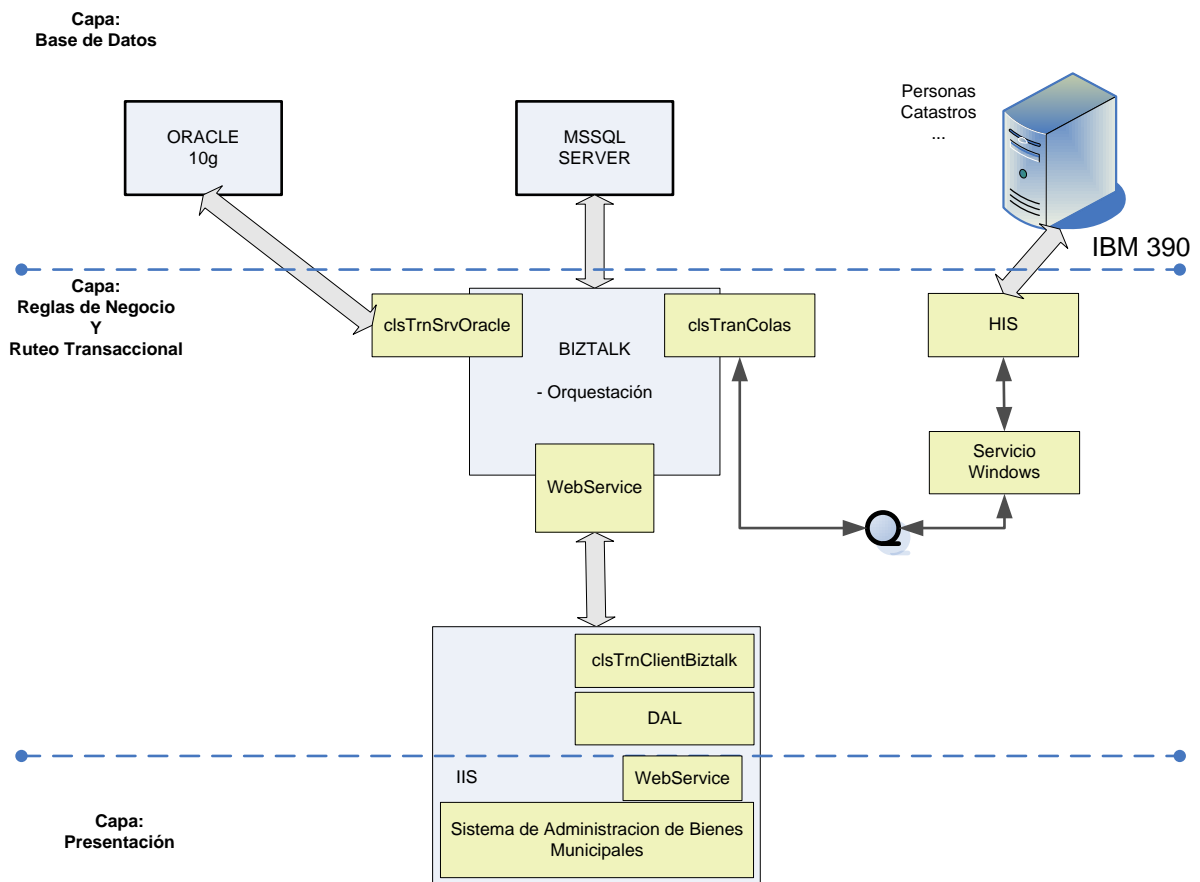 Capa:
Base de Datos
ORACLE
10g
MSSQL
SERVER
Personas
Catastros
...
IBM 390
Capa:
Reglas de Negocio
Y
Ruteo Transaccional
clsTrnSrvOracle
BIZTALK
- Orquestación
clsTranColas
HIS
WebService
Servicio
Windows
Q
clsTrnClientBiztalk
DAL
IIS
WebService
Sistema de Administracion de Bienes
Municipales
Capa:
Presentación